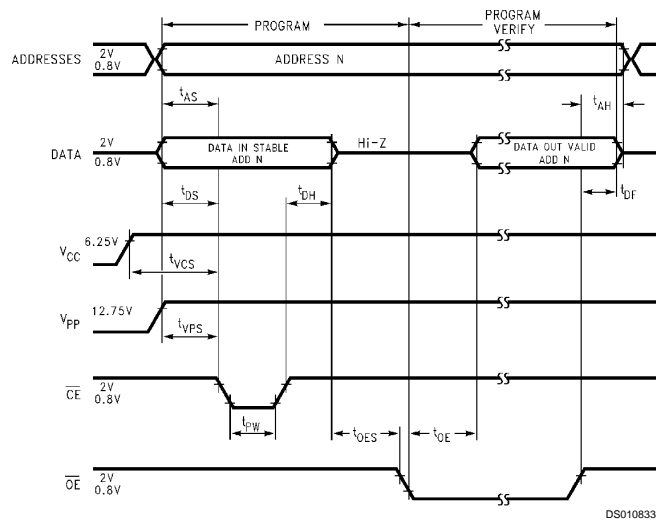 PROGRAM
PROGRAM
VERIFY
ADDRESSES
2V
0.8V
ADDRESS N
tAS
tAH
DATA
2V
0.8V
DATA IN STABLE
ADD N
Hi-Z
DATA OUT VALID
ADD N
tDS
tDH
tDF
VCC
6.25V
tVCS
VPP
12.75V
tVPS
CE
2V
0.8V
tPW
tOES
tOE
OE
2V
0.8V
DS010833